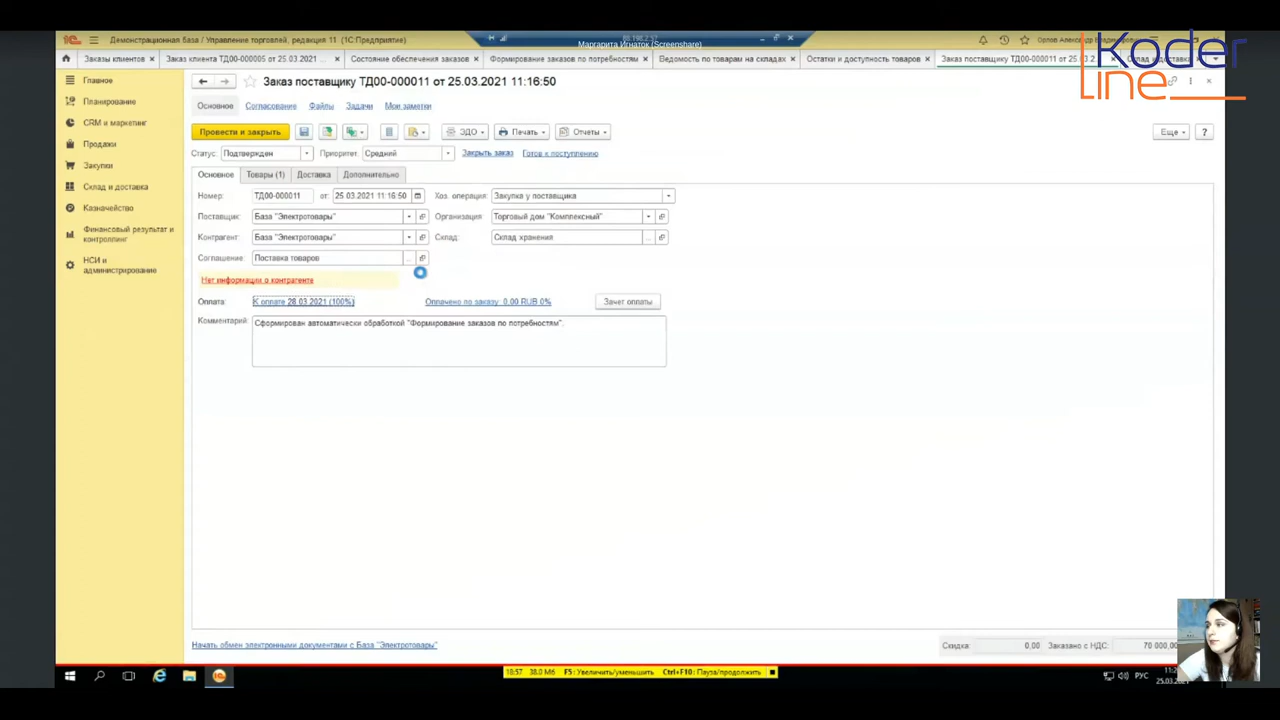 1С Демонстрационная база / Управление торговлей, редакция 11 (1С:Предприятие)
Маргарита Игнаток (Screenshare)
Koder
line
Заказы клиентов × Заказ клиента ТД00-000005 от 25.03.2021 ... × Состояние обеспечения заказов × Формирование заказов по потребностям × Ведомость по товарам на складах × Остатки и доступность товаров × Заказ поставщику ТД00-000011 от 25.03.2021 11:2... ×
Главное
Планирование
CRM и маркетинг
Продажи
Закупки
Склад и доставка
Казначейство
Финансовый результат и
контроллинг
НСИ и
администрирование
Заказ поставщику ТД00-000011 от 25.03.2021 11:16:50
Основное Согласование Файлы Задачи Мои заметки
Провести и закрыть ЭДО Печать Отчеты Еще ?
Статус: Подтвержден Приоритет: Средний Закрыть заказ Готов к поступлению
Основное Товары (1) Доставка Дополнительно
Номер: ТД00-000011 от: 25.03.2021 11:16:50 Хоз. операция: Закупка у поставщика
Поставщик: База "Электротовары" Организация: Торговый дом "Комплексный"
Контрагент: База "Электротовары" Склад: Склад хранения
Соглашение: Поставка товаров
Нет информации о контрагенте
Оплата: К оплате 28.03.2021 (100%) Оплачено по заказу: 0,00 RUB 0% Зачет оплаты
Комментарий: Сформирован автоматически обработкой "Формирование заказов по потребностям".
Начать обмен электронными документами с База "Электротовары" Скидка: 0,00 Заказано с НДС: 70 000,00
18:57 38.0 Мб F5: Увеличить/уменьшить Ctrl+F10: Пауза/продолжить
РУС